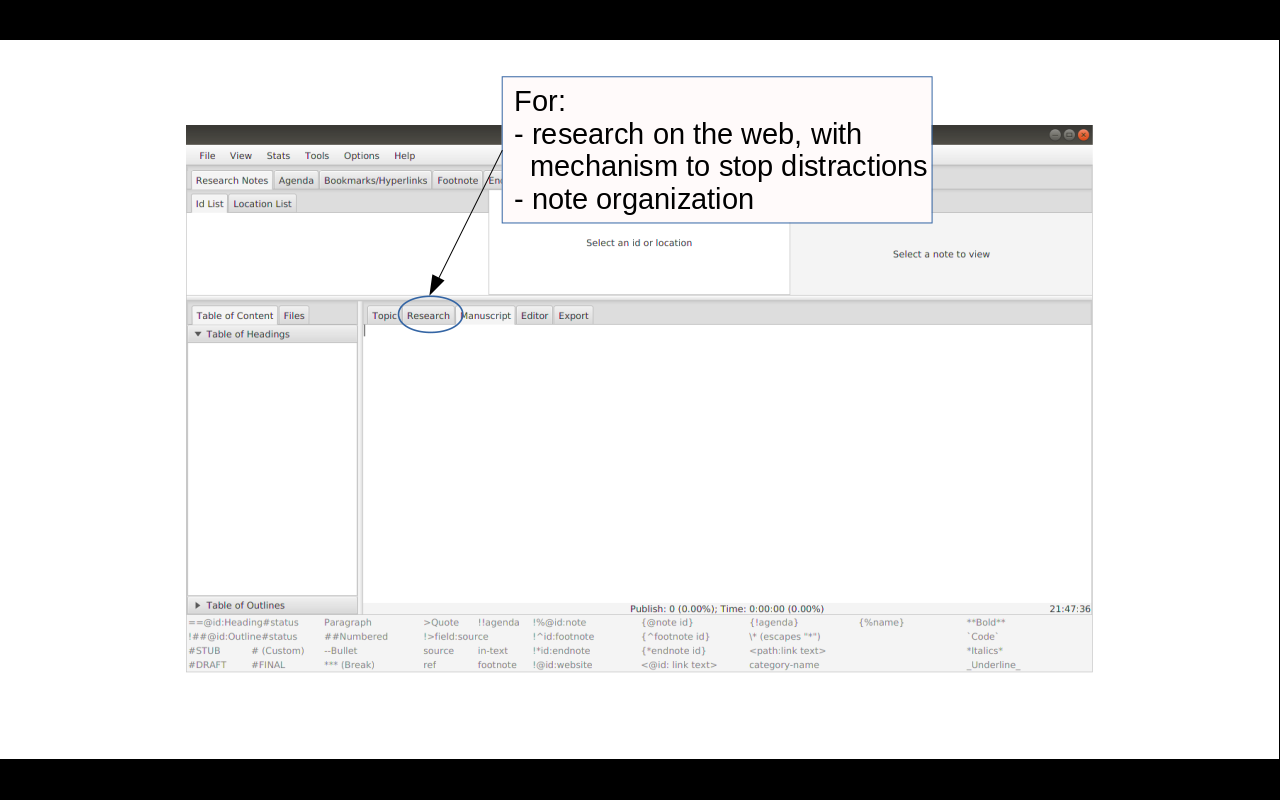 For:
- research on the web, with
mechanism to stop distractions
- note organization
File View Stats Tools Options Help
Research Notes Agenda Bookmarks/Hyperlinks Footnote
Id List Location List
Select an id or location
Select a note to view
Table of Content Files
Topic Research Manuscript Editor Export
Table of Headings
Table of Outlines
Publish: 0 (0.00%); Time: 0:00:00 (0.00%) 21:47:36
==@id:Heading#status Paragraph >Quote !!agenda !%@id:note {@note id} {!agenda} {%name} **Bold**
!##@id:Outline#status ##Numbered !>field:source !^id:footnote {^footnote id} \* (escapes "*") `Code`
#STUB # (Custom) --Bullet source in-text !*id:endnote {*endnote id} <path:link text> *Italics*
#DRAFT #FINAL *** (Break) ref footnote !@id:website <@id: link text> category-name _Underline_